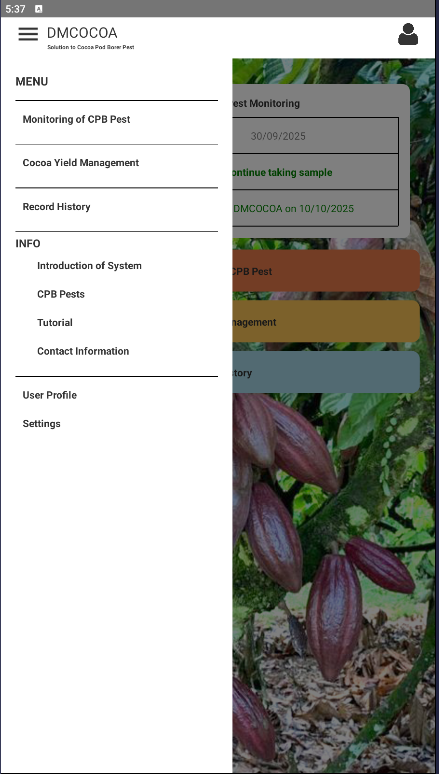 5:37 A
DMCOCOA
Solution to Cocoa Pod Borer Pest
MENU
Monitoring of CPB Pest
Cocoa Yield Management
Record History
INFO
Introduction of System
CPB Pests
Tutorial
Contact Information
User Profile
Settings
est Monitoring
30/09/2025
ontinue taking sample
DMCOCOA on 10/10/2025
CPB Pest
nagement
tory